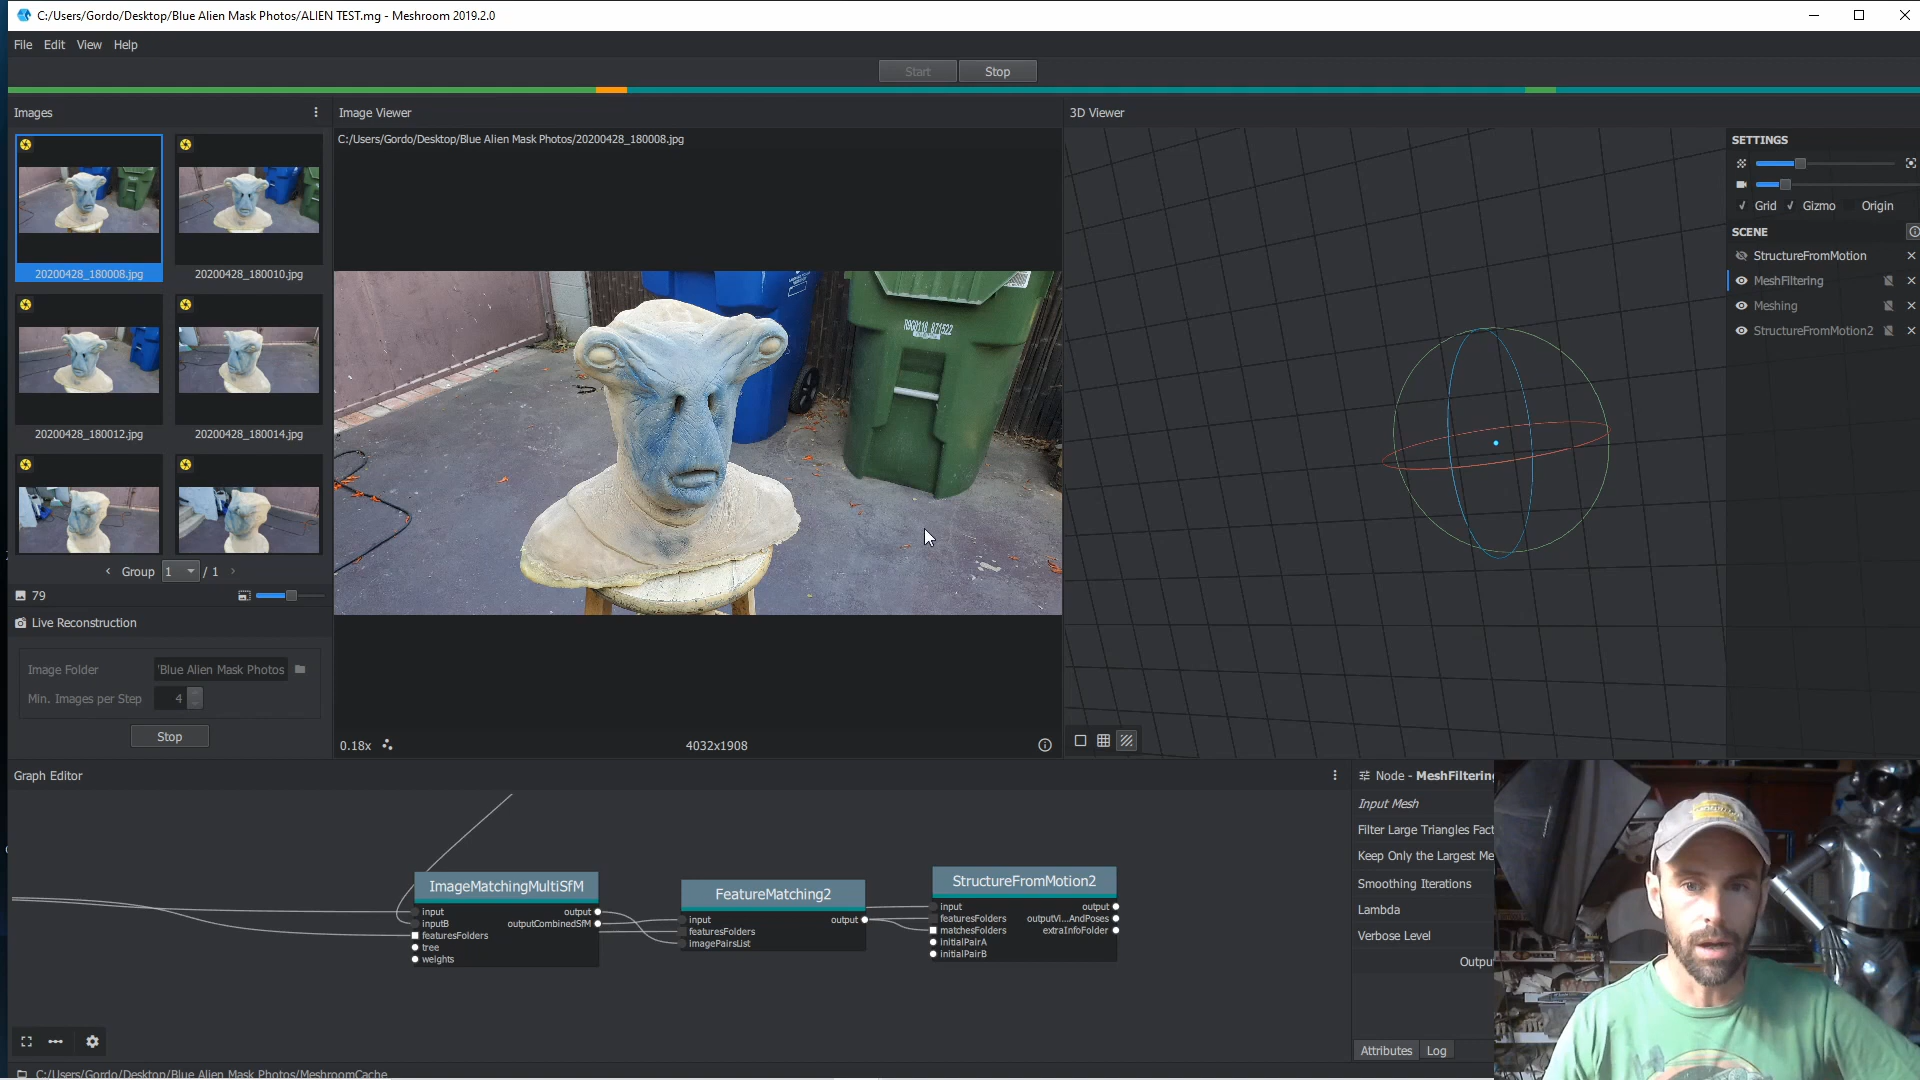 C:/Users/Gordo/Desktop/Blue Alien Mask Photos/ALIEN TEST.mg - Meshroom 2019.2.0
File Edit View Help
Start Stop
Images
Image Viewer
3D Viewer
C:/Users/Gordo/Desktop/Blue Alien Mask Photos/20200428_180008.jpg
SETTINGS
Grid Gizmo Origin
SCENE
StructureFromMotion
MeshFiltering
Meshing
StructureFromMotion2
20200428_180008.jpg
20200428_180010.jpg
20200428_180012.jpg
20200428_180014.jpg
Group 1 / 1
79
Live Reconstruction
Image Folder 'Blue Alien Mask Photos
Min. Images per Step 4
Stop
0.18x
4032x1908
Graph Editor
ImageMatchingMultiSfM
input output
inputB outputCombinedSfM
featuresFolders
tree
weights
FeatureMatching2
input output
featuresFolders
imagePairsList
StructureFromMotion2
input output
featuresFolders outputVi...AndPoses
matchesFolders extraInfoFolder
initialPairA
initialPairB
Node - MeshFiltering
Input Mesh
Filter Large Triangles Fact
Keep Only the Largest Me
Smoothing Iterations
Lambda
Verbose Level
Outpu
Attributes Log
C:/Users/Gordo/Desktop/Blue Alien Mask Photos/MeshroomCache